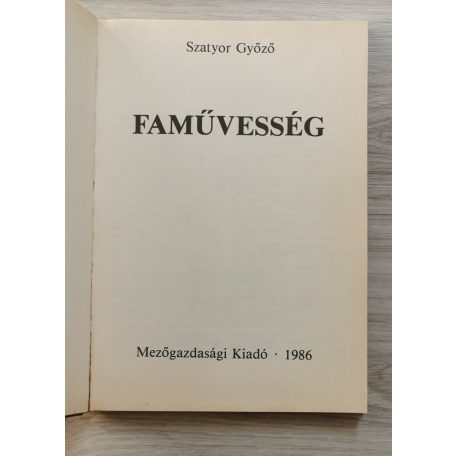 Szatyor Győző
FAMŰVESSÉG
Mezőgazdasági Kiadó · 1986